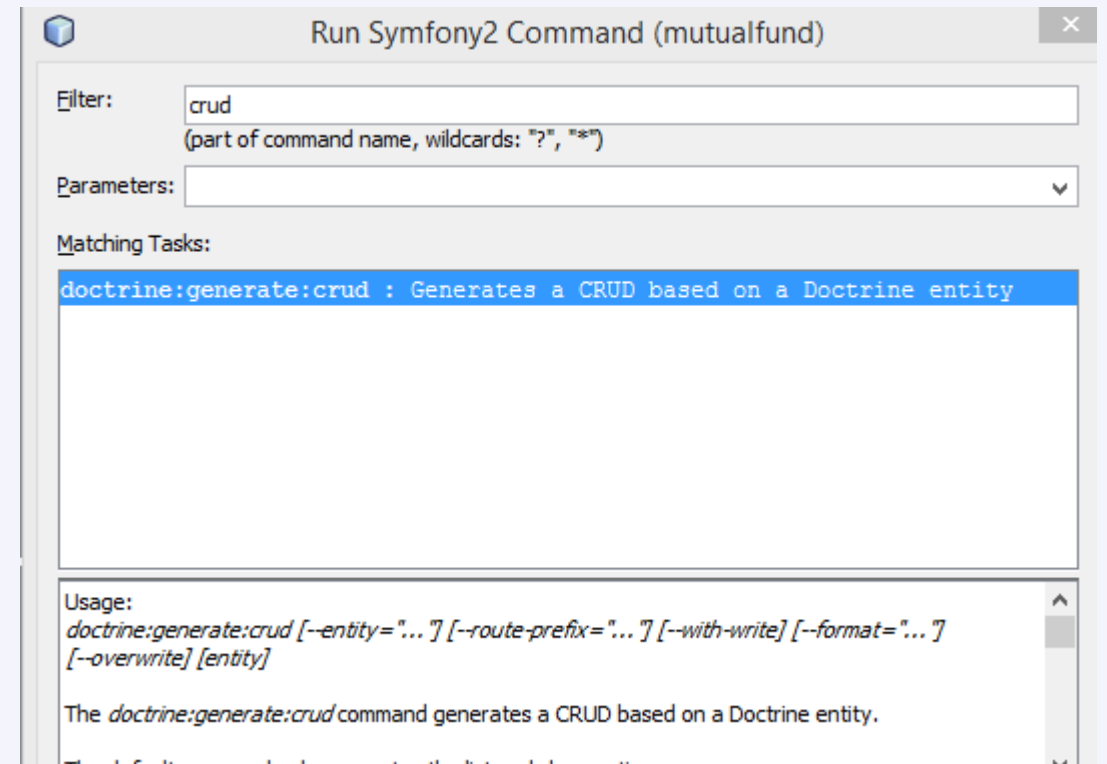 Run Symfony2 Command (mutualfund)
Filter: crud
(part of command name, wildcards: "?", "*")
Parameters:
Matching Tasks:
doctrine:generate:crud : Generates a CRUD based on a Doctrine entity
Usage:
doctrine:generate:crud [--entity="..."] [--route-prefix="..."] [--with-write] [--format="..."]
[--overwrite] [entity]
The doctrine:generate:crud command generates a CRUD based on a Doctrine entity.